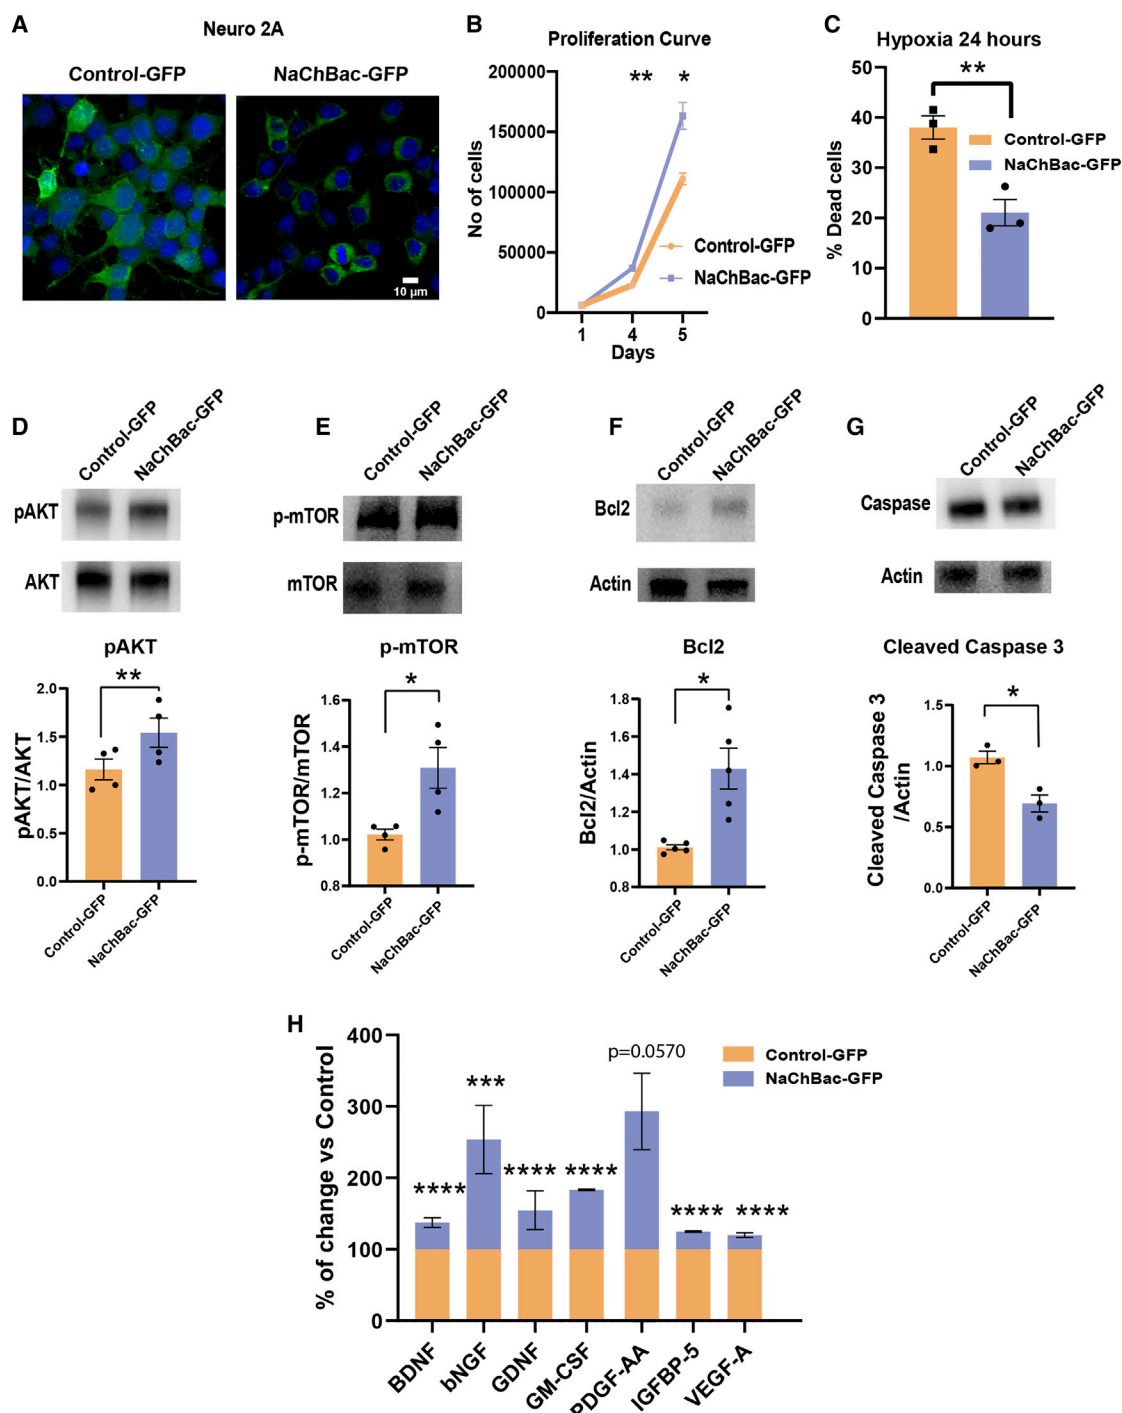 A
Neuro 2A
Control-GFP
NaChBac-GFP
10 µm
B
Proliferation Curve
No of cells
200000
150000
100000
50000
0
** *
Control-GFP
NaChBac-GFP
1 4 5
Days
C
Hypoxia 24 hours
% Dead cells
50
40
30
20
10
0
**
Control-GFP
NaChBac-GFP
D
Control-GFP
NaChBac-GFP
pAKT
AKT
pAKT
pAKT/AKT
2.0
1.5
1.0
0.5
0.0
**
Control-GFP
NaChBac-GFP
E
Control-GFP
NaChBac-GFP
p-mTOR
mTOR
p-mTOR
p-mTOR/mTOR
1.6
1.4
1.2
1.0
0.8
*
Control-GFP
NaChBac-GFP
F
Control-GFP
NaChBac-GFP
Bcl2
Actin
Bcl2
Bcl2/Actin
1.8
1.6
1.4
1.2
1.0
0.8
*
Control-GFP
NaChBac-GFP
G
Control-GFP
NaChBac-GFP
Caspase
Actin
Cleaved Caspase 3
Cleaved Caspase 3
/Actin
1.5
1.0
0.5
0.0
*
Control-GFP
NaChBac-GFP
H
% of change vs Control
400
300
200
100
0
****
***
****
****
p=0.0570
****
****
Control-GFP
NaChBac-GFP
BDNF
bNGF
GDNF
GM-CSF
PDGF-AA
IGFBP-5
VEGF-A